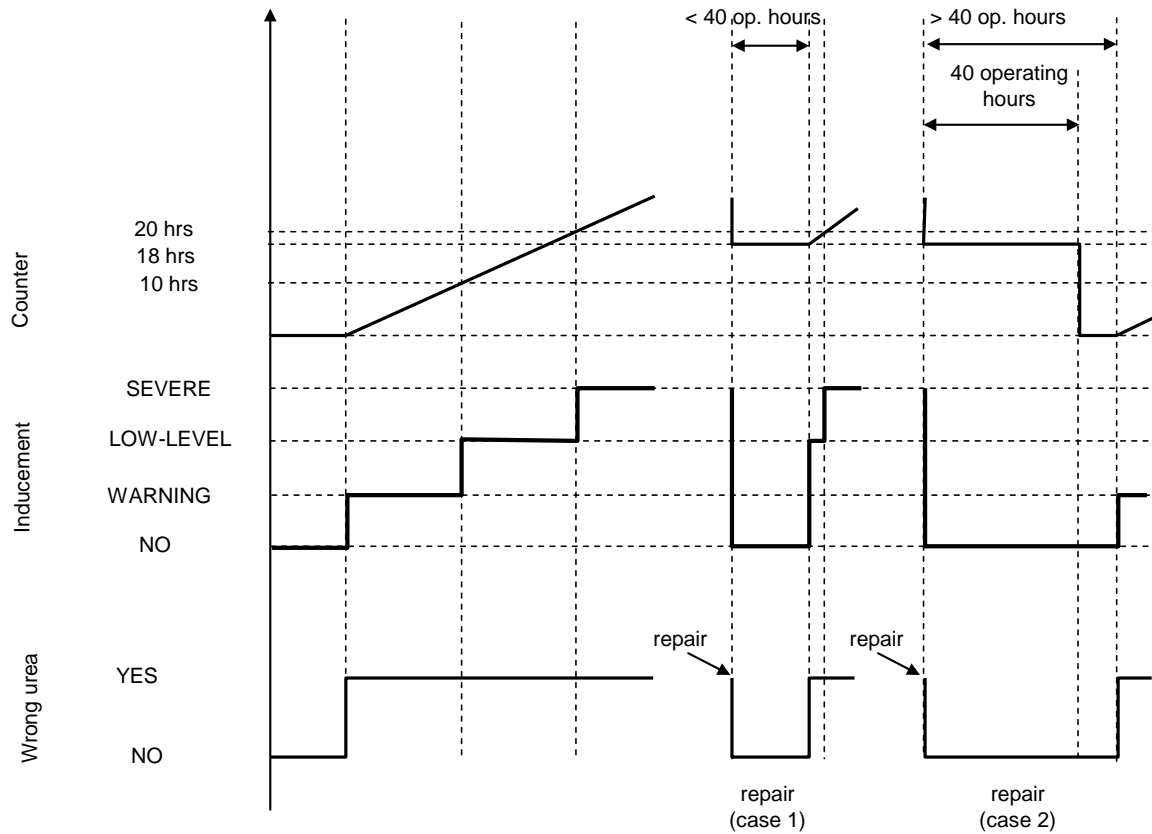 < 40 op. hours
> 40 op. hours
40 operating
hours
Counter
20 hrs
18 hrs
10 hrs
Inducement
SEVERE
LOW-LEVEL
WARNING
NO
Wrong urea
YES
NO
repair
repair
repair
(case 1)
repair
(case 2)